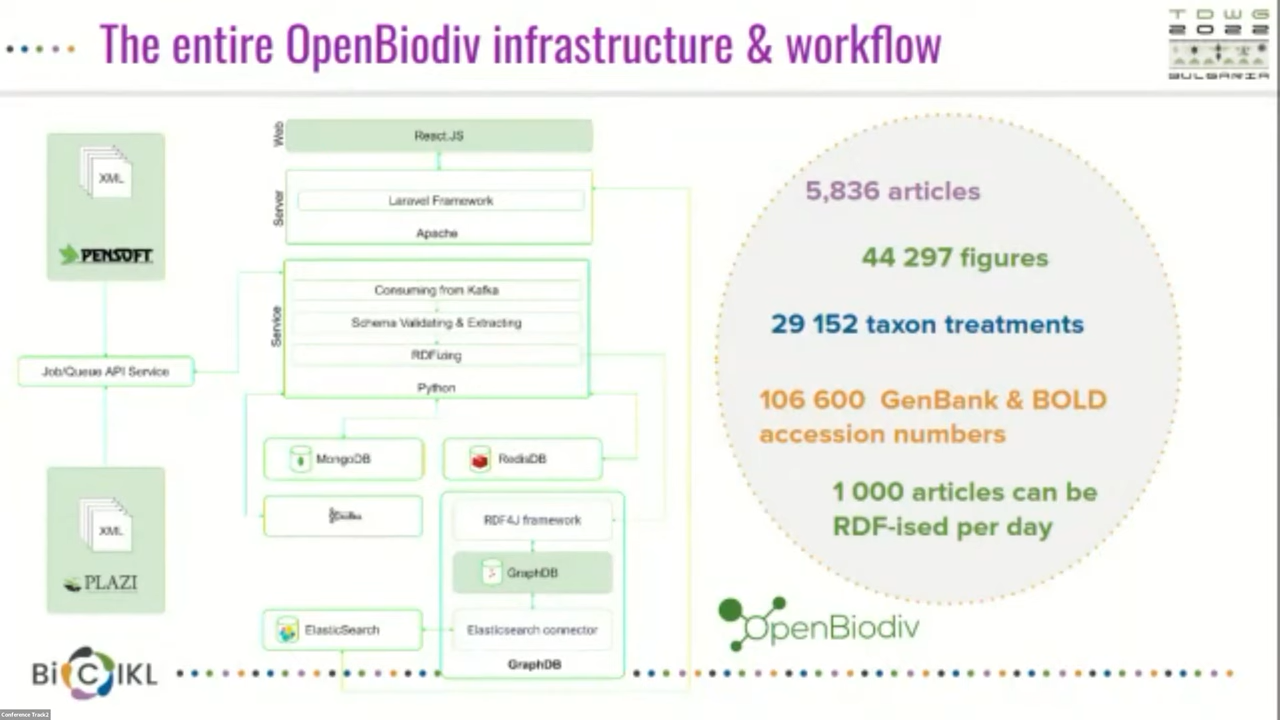 The entire OpenBiodiv infrastructure & workflow
TDWG
2022
BULGARIA
XML
PENSOFT
Job/Queue API Service
XML
PLAZI
Web
React.JS
Server
Laravel Framework
Apache
Service
Consuming from Kafka
Schema Validating & Extracting
RDFizing
Python
MongoDB
RedisDB
kafka
RDF4J framework
GraphDB
ElasticSearch
Elasticsearch connector
GraphDB
5,836 articles
44 297 figures
29 152 taxon treatments
106 600 GenBank & BOLD
accession numbers
1 000 articles can be
RDF-ised per day
OpenBiodiv
BiCIKL
Conference Track2